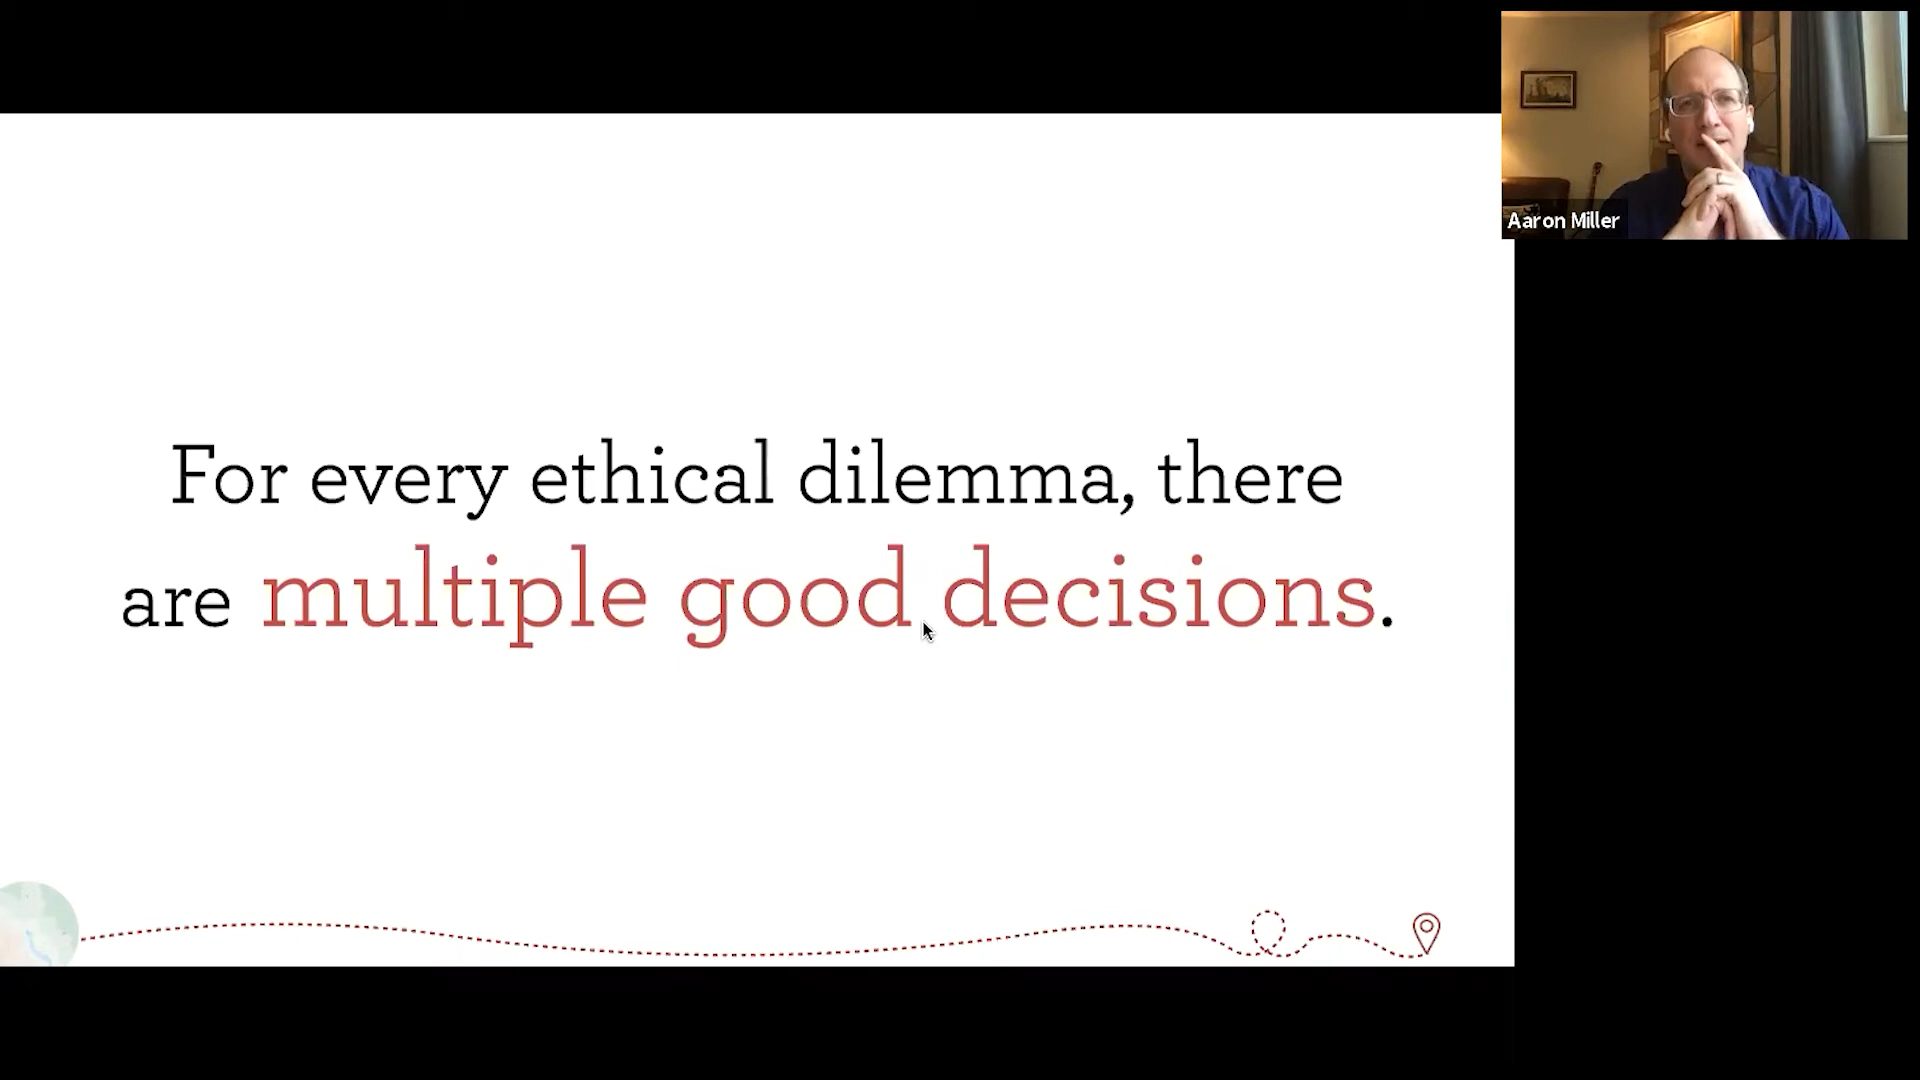 Aaron Miller
For every ethical dilemma, there
are multiple good decisions.